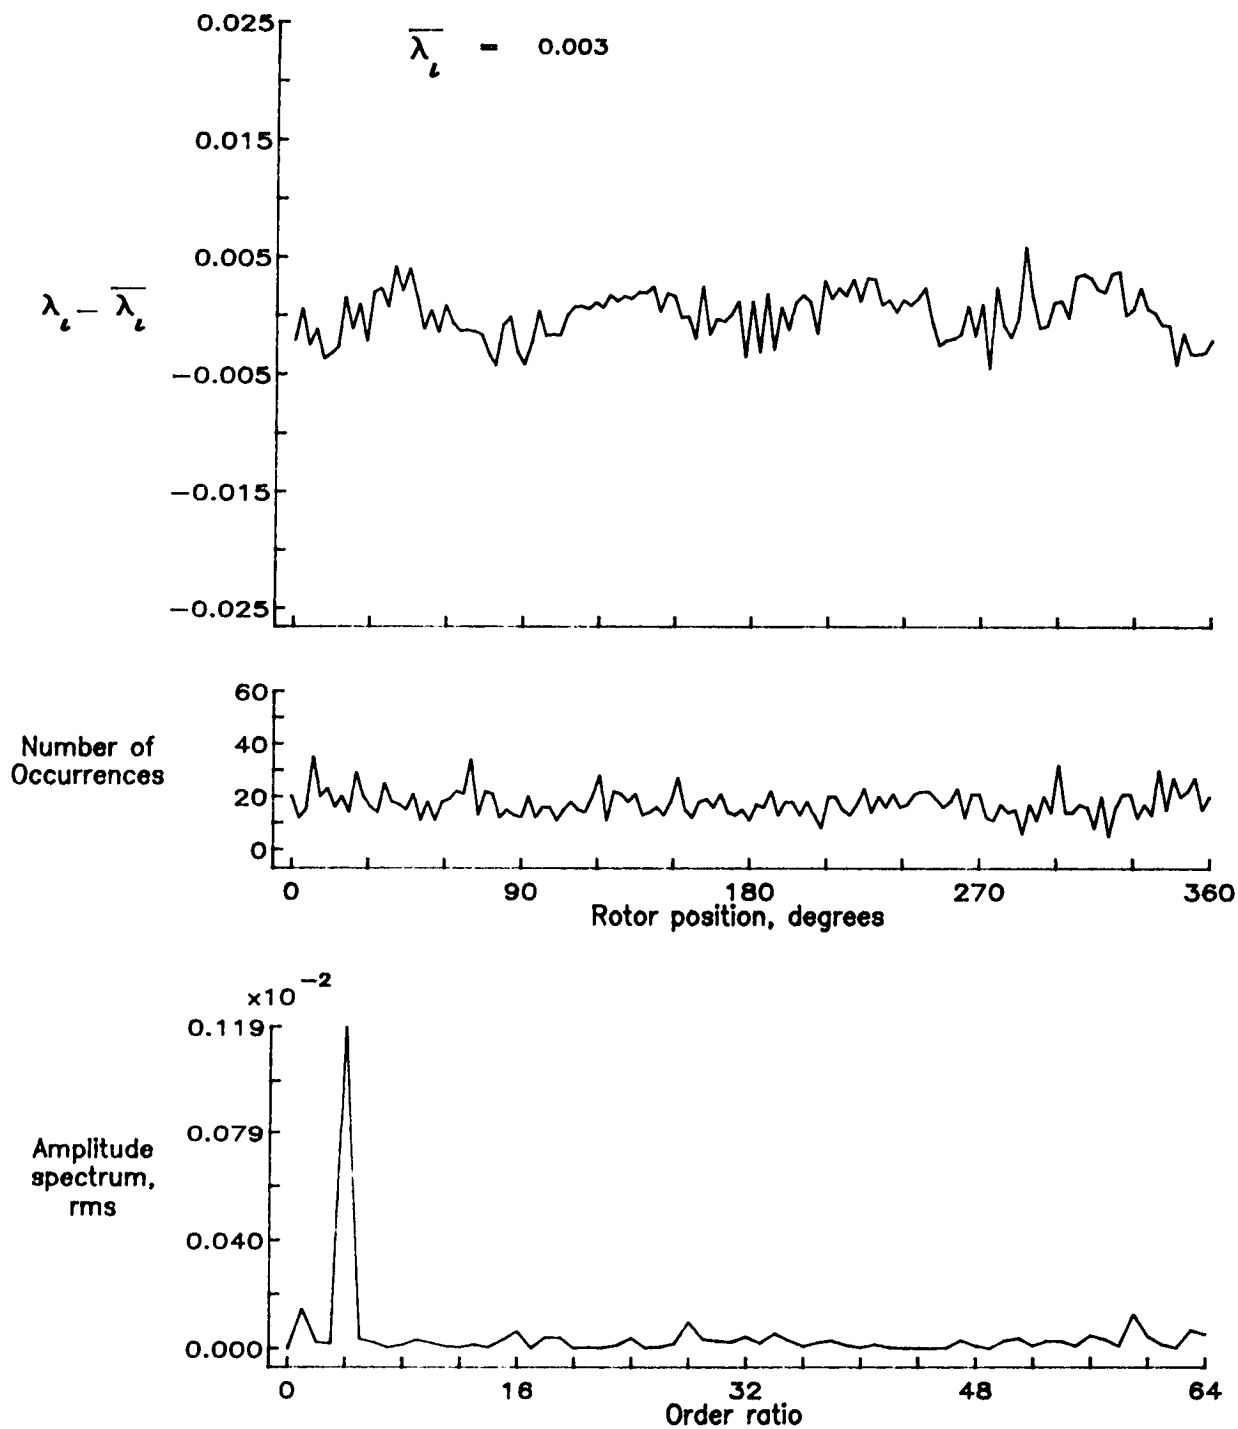 λ̅ι = 0.003
0.025
0.015
0.005
λι − λ̅ι
−0.005
−0.015
−0.025
60
Number of
Occurrences
40
20
0
0 90 180 270 360
Rotor position, degrees
×10 −2
0.119
0.079
Amplitude
spectrum,
rms
0.040
0.000
0 16 32 48 64
Order ratio